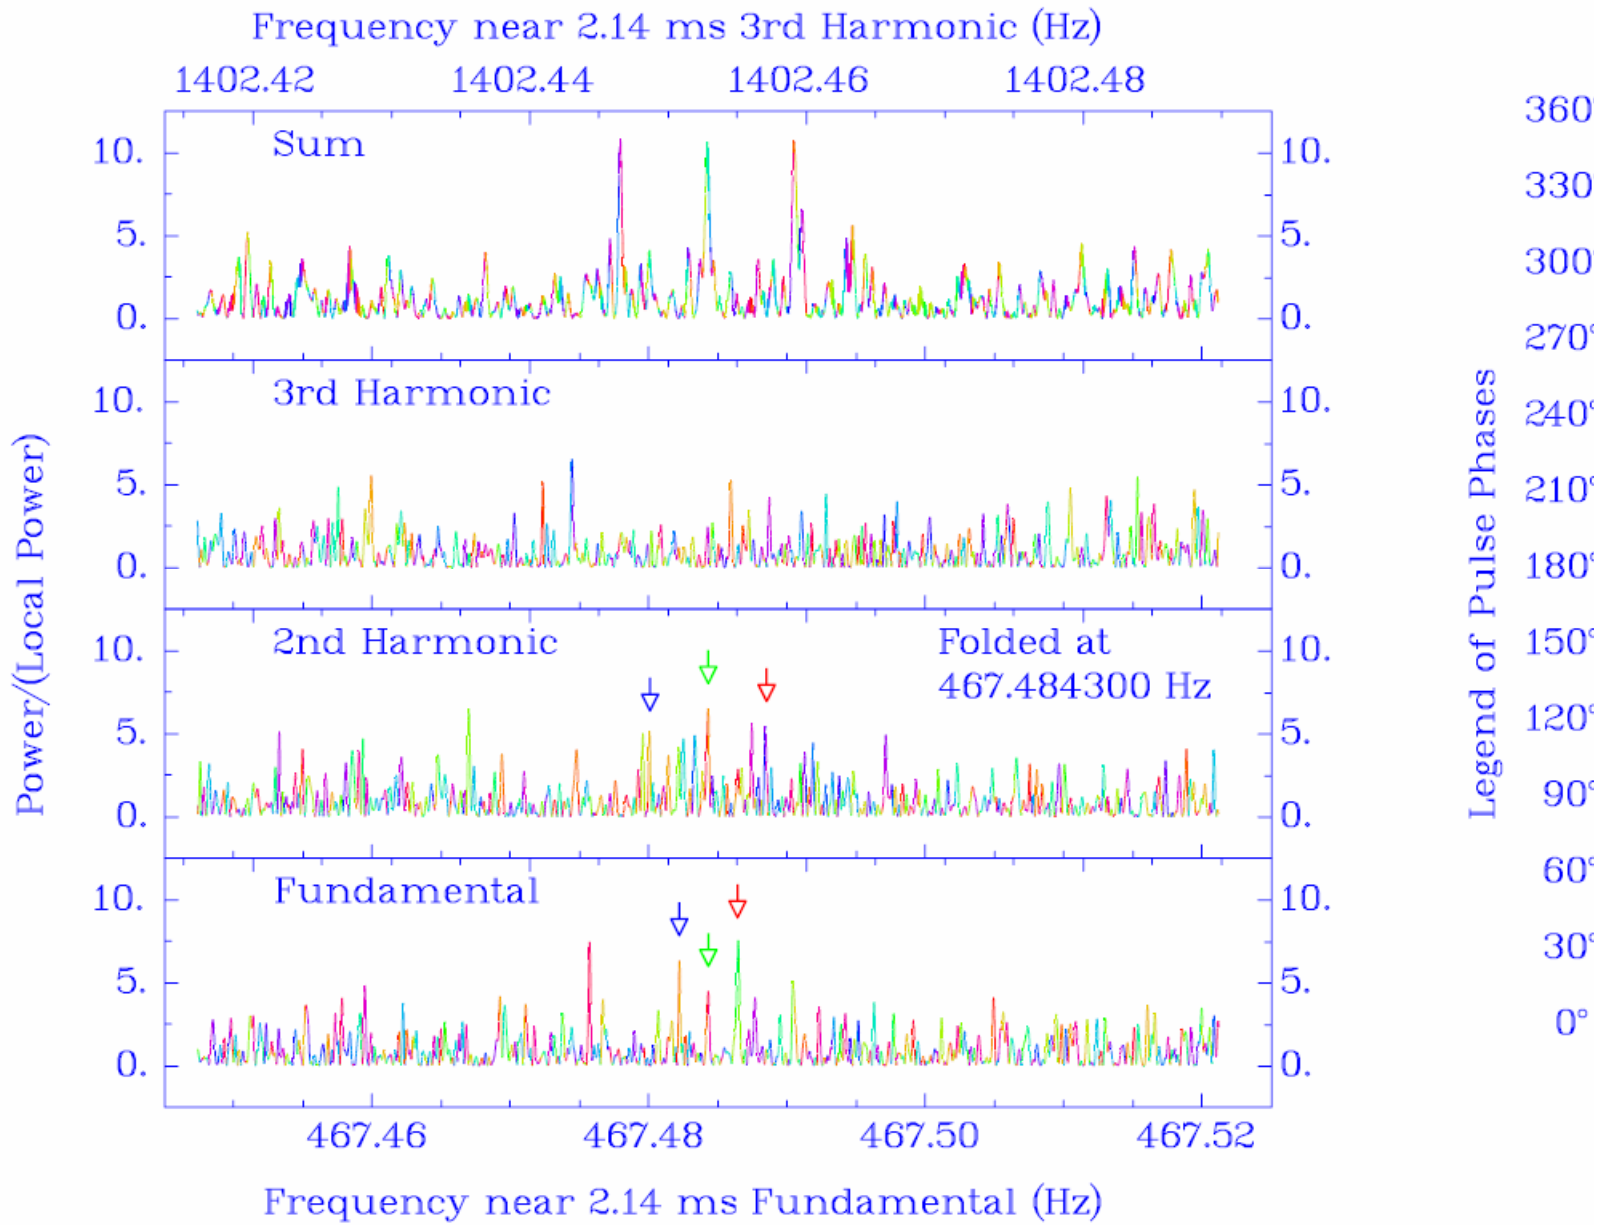 Frequency near 2.14 ms 3rd Harmonic (Hz)
1402.42 1402.44 1402.46 1402.48
Sum
10. 10.
5. 5.
0. 0.
3rd Harmonic
10. 10.
5. 5.
0. 0.
2nd Harmonic
Folded at
467.484300 Hz
10. 10.
5. 5.
0. 0.
Fundamental
10. 10.
5. 5.
0. 0.
467.46 467.48 467.50 467.52
Frequency near 2.14 ms Fundamental (Hz)
Power/(Local Power)
Legend of Pulse Phases
360°
330°
300°
270°
240°
210°
180°
150°
120°
90°
60°
30°
0°